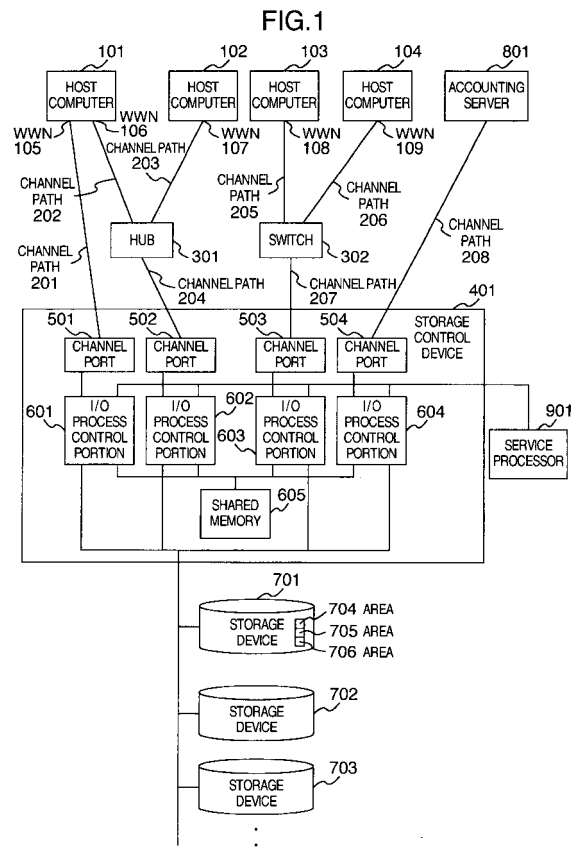 FIG.1
101
102
103
104
801
HOST
COMPUTER
HOST
COMPUTER
HOST
COMPUTER
HOST
COMPUTER
ACCOUNTING
SERVER
WWN
105
WWN
106
WWN
107
WWN
108
WWN
109
CHANNEL PATH
203
CHANNEL
PATH
202
CHANNEL
PATH
205
CHANNEL
PATH
206
CHANNEL
PATH
208
HUB
301
SWITCH
302
CHANNEL
PATH
201
CHANNEL PATH
204
CHANNEL PATH
207
401
STORAGE
CONTROL
DEVICE
501
502
503
504
CHANNEL
PORT
CHANNEL
PORT
CHANNEL
PORT
CHANNEL
PORT
601
I/O
PROCESS
CONTROL
PORTION
602
I/O
PROCESS
CONTROL
PORTION
603
I/O
PROCESS
CONTROL
PORTION
604
I/O
PROCESS
CONTROL
PORTION
901
SERVICE
PROCESSOR
SHARED
MEMORY
605
701
STORAGE
DEVICE
704 AREA
705 AREA
706 AREA
702
STORAGE
DEVICE
703
STORAGE
DEVICE